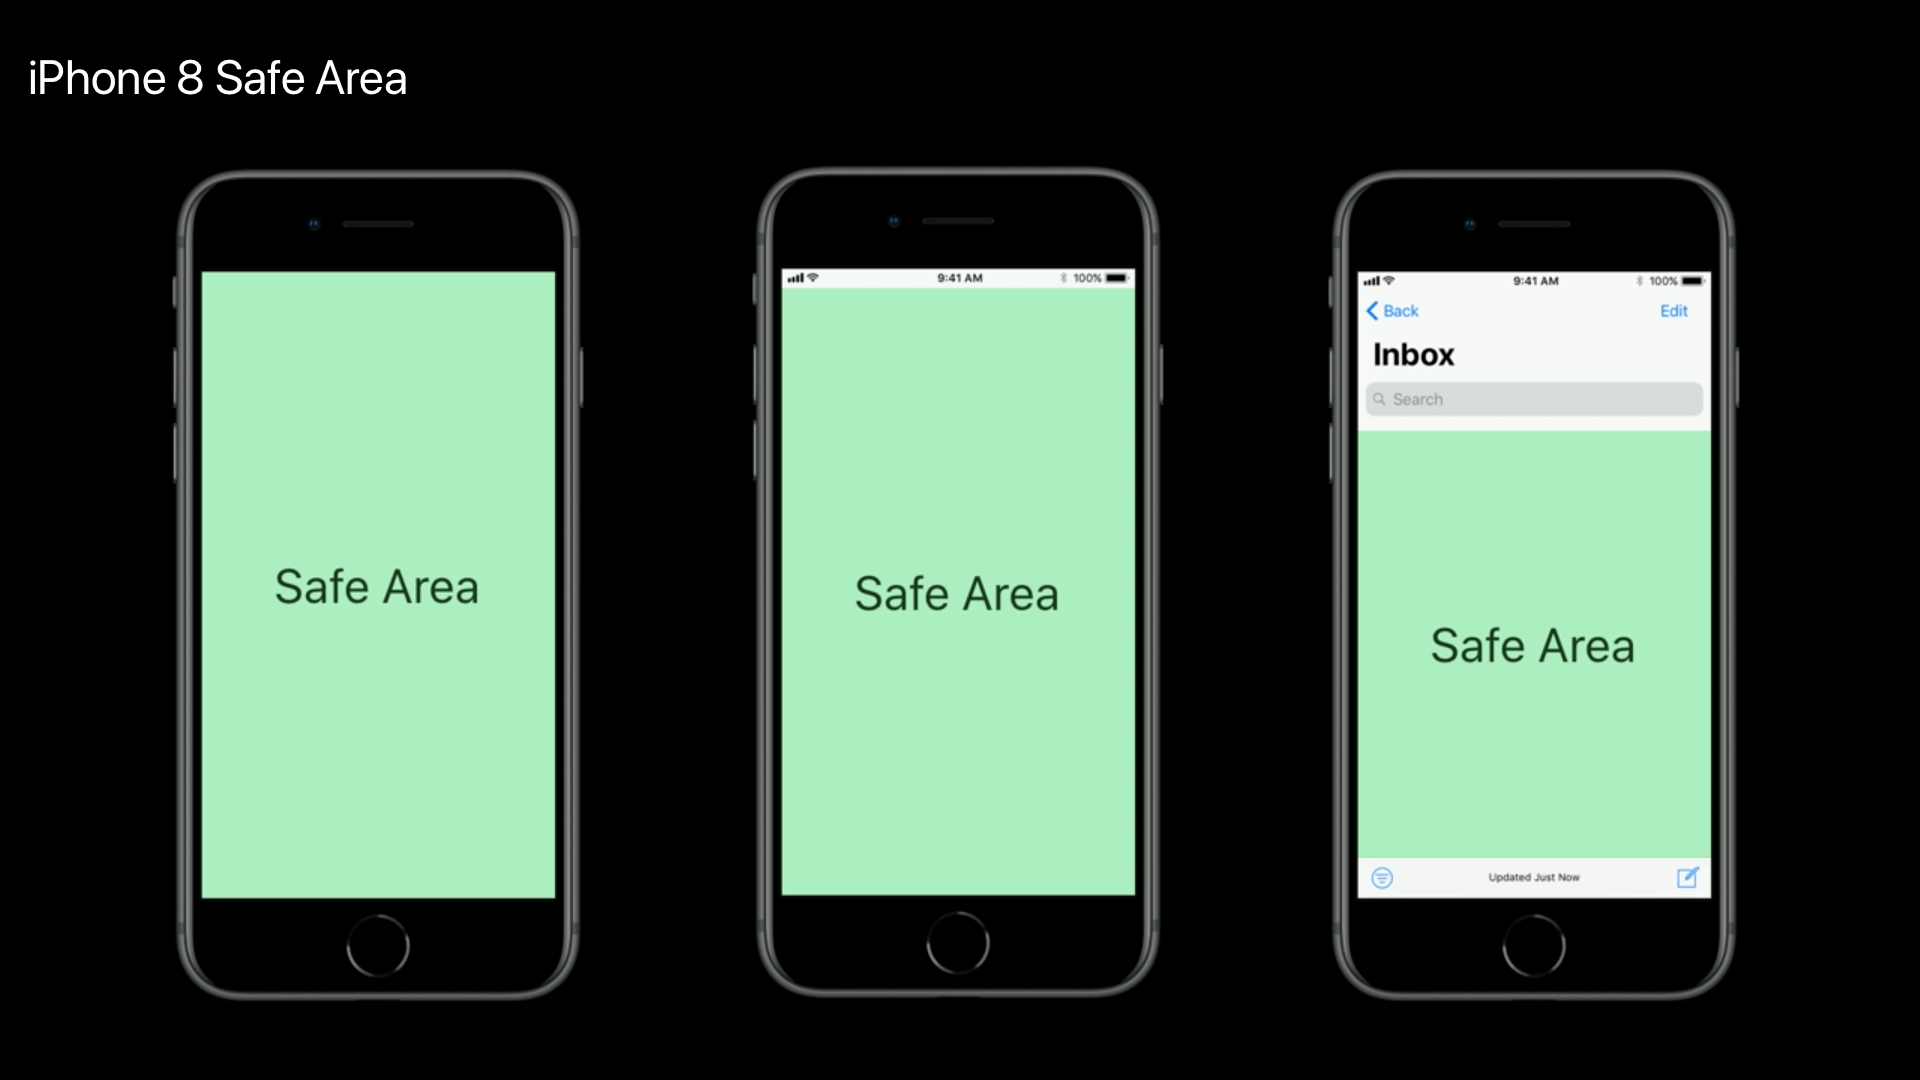 iPhone 8 Safe Area
Safe Area
9:41 AM 100%
Safe Area
9:41 AM 100%
Back Edit
Inbox
Search
Safe Area
Updated Just Now